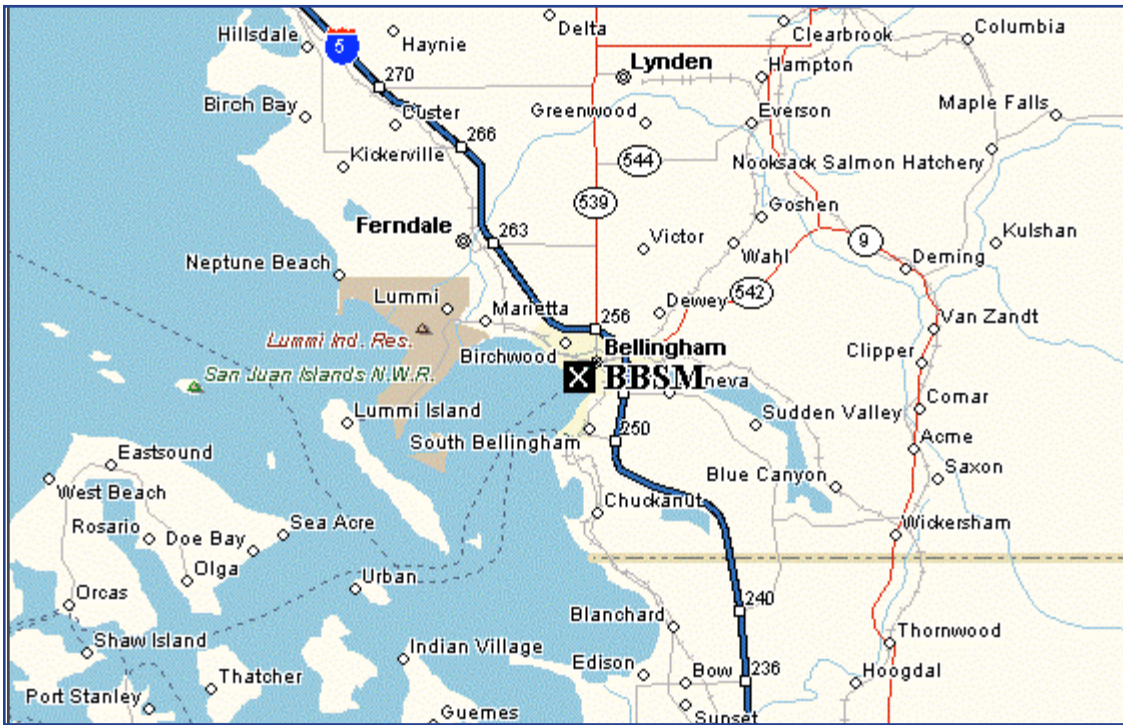 Delta
Columbia
Clearbrook
Hillsdale
5
Haynie
Lynden
Hampton
270
Birch Bay
Custer
Greenwood
Everson
Maple Falls
266
Kickerville
544
Nooksack Salmon Hatchery
539
Goshen
Ferndale
263
Victor
Wahl
9
Kulshan
Neptune Beach
Deming
542
Lummi
Marietta
Dewey
256
Van Zandt
Lummi Ind. Res.
Birchwood
Bellingham
Clipper
San Juan Islands N.W.R.
BBSM
neva
Lummi Island
Sudden Valley
Comar
South Bellingham
250
Acme
Eastsound
Blue Canyon
Saxon
West Beach
Chuckanut
Rosario
Sea Acre
Doe Bay
Wickersham
Olga
Urban
Orcas
240
Blanchard
Thornwood
Shaw Island
Indian Village
Edison
Bow
236
Hoogdal
Thatcher
Port Stanley
Guemes
Sunset